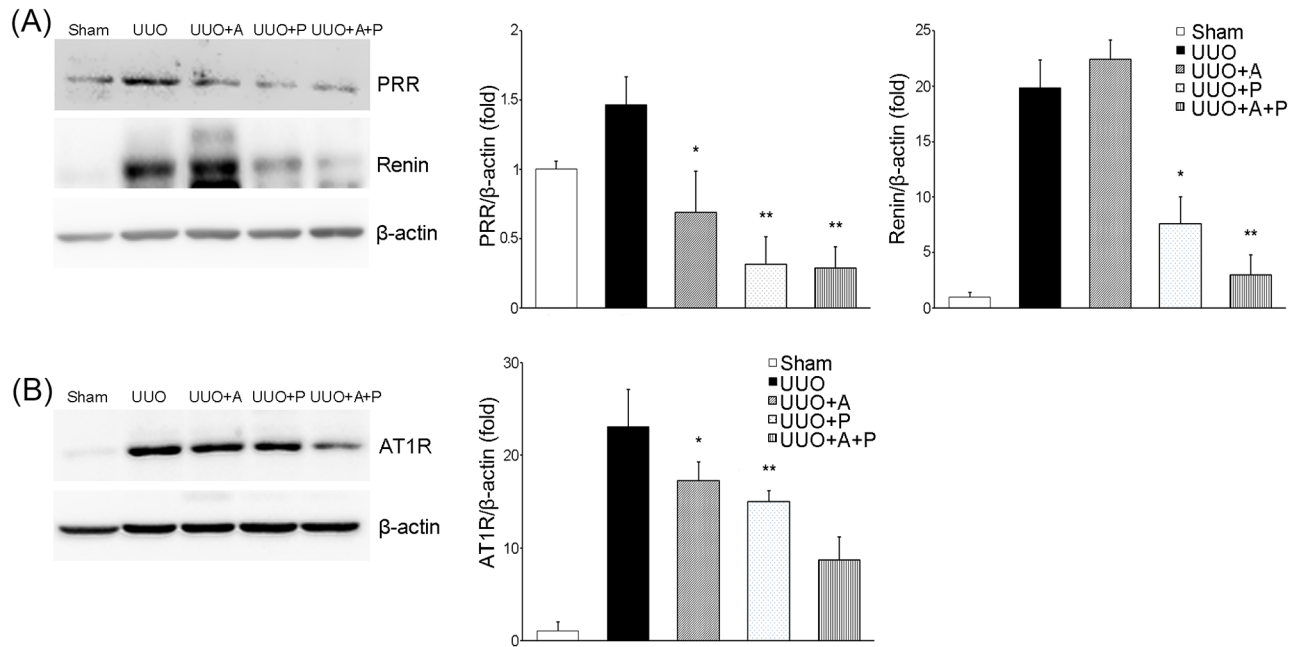 (A)
Sham UUO UUO+A UUO+P UUO+A+P
PRR
Renin
β-actin
PRR/β-actin (fold)
2
1.5
1
0.5
0
*
**
**
Renin/β-actin (fold)
25
20
15
10
5
0
*
**
Sham
UUO
UUO+A
UUO+P
UUO+A+P
(B)
Sham UUO UUO+A UUO+P UUO+A+P
AT1R
β-actin
AT1R/β-actin (fold)
30
20
10
0
*
**
Sham
UUO
UUO+A
UUO+P
UUO+A+P